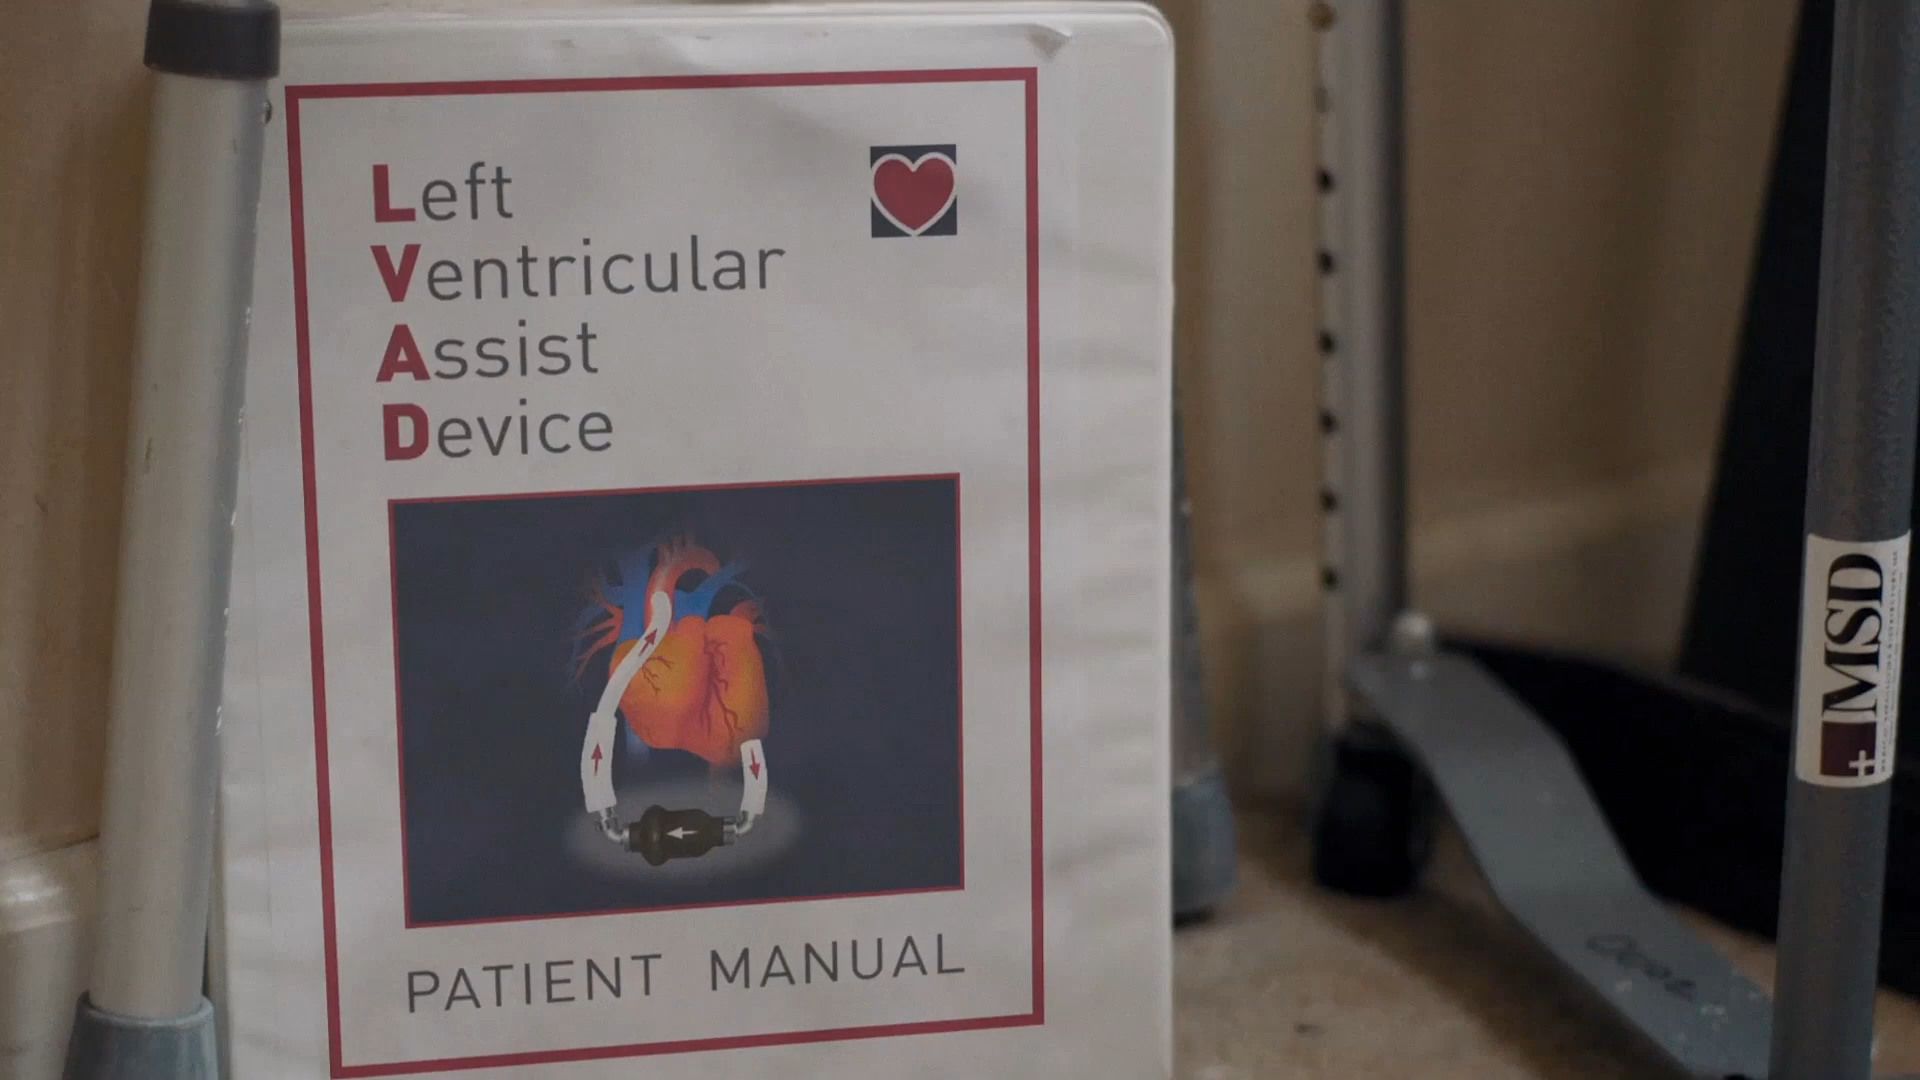 Left
Ventricular
Assist
Device
PATIENT MANUAL
MSD